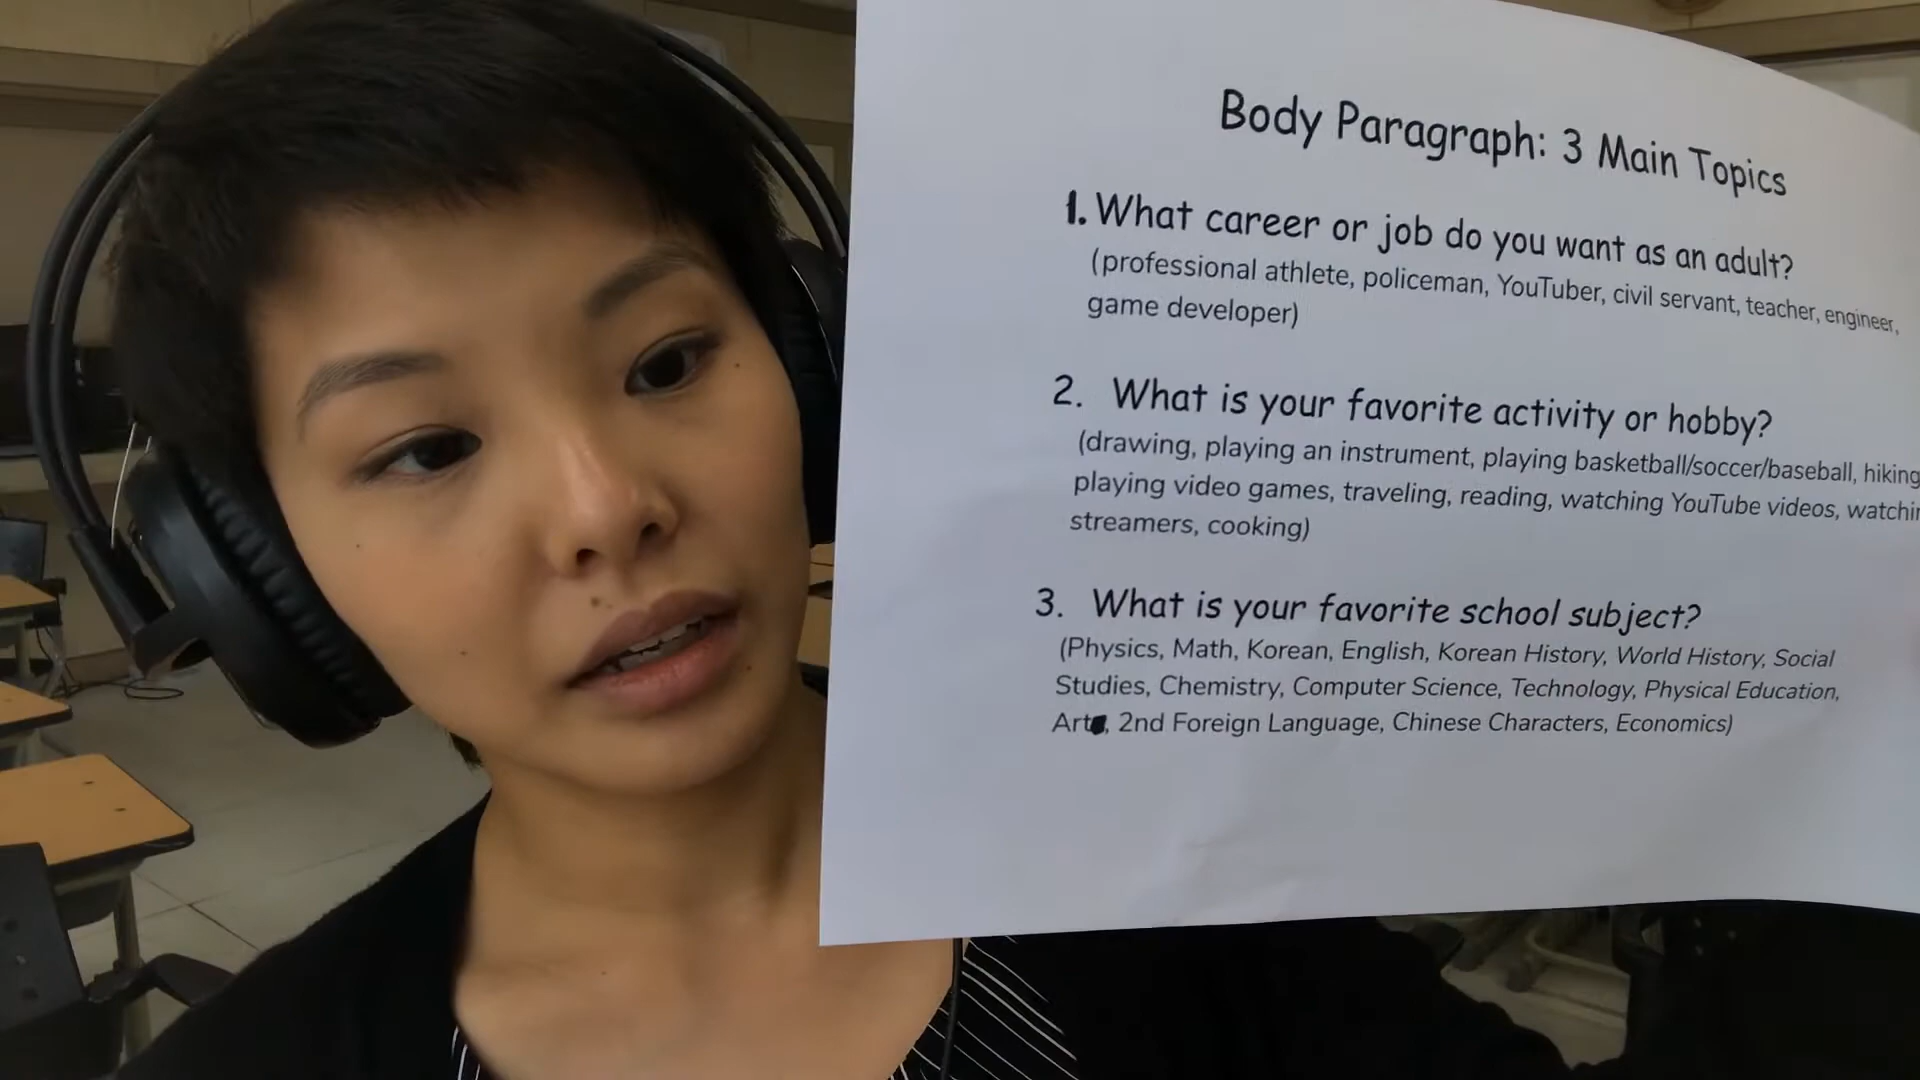 Body Paragraph: 3 Main Topics
1. What career or job do you want as an adult?
(professional athlete, policeman, YouTuber, civil servant, teacher, engineer,
game developer)
2. What is your favorite activity or hobby?
(drawing, playing an instrument, playing basketball/soccer/baseball, hiking
playing video games, traveling, reading, watching YouTube videos,
streamers, cooking)
3. What is your favorite school subject?
(Physics, Math, Korean, English, Korean History, World History, Social
Studies, Chemistry, Computer Science, Technology, Physical Education,
Art, 2nd Foreign Language, Chinese Characters, Economics)